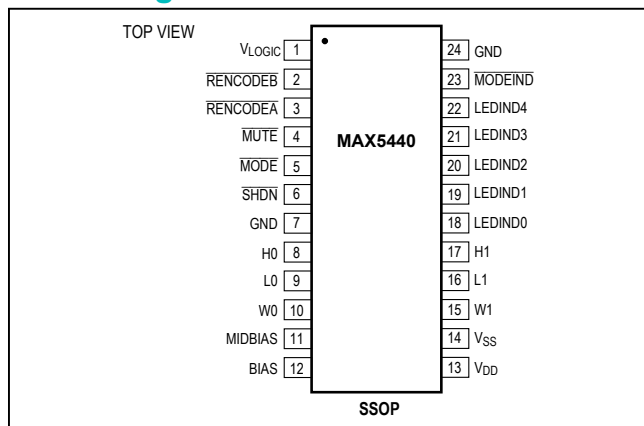 TOP VIEW
VLOGIC 1
RENCODEB 2
RENCODEA 3
MUTE 4
MODE 5
SHDN 6
GND 7
H0 8
L0 9
W0 10
MIDBIAS 11
BIAS 12
MAX5440
24 GND
23 MODEIND
22 LEDIND4
21 LEDIND3
20 LEDIND2
19 LEDIND1
18 LEDIND0
17 H1
16 L1
15 W1
14 VSS
13 VDD
SSOP